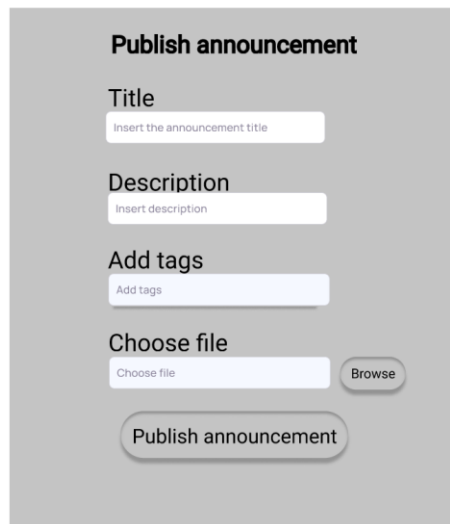 Publish announcement
Title
Insert the announcement title
Description
Insert description
Add tags
Add tags
Choose file
Choose file
Browse
Publish announcement